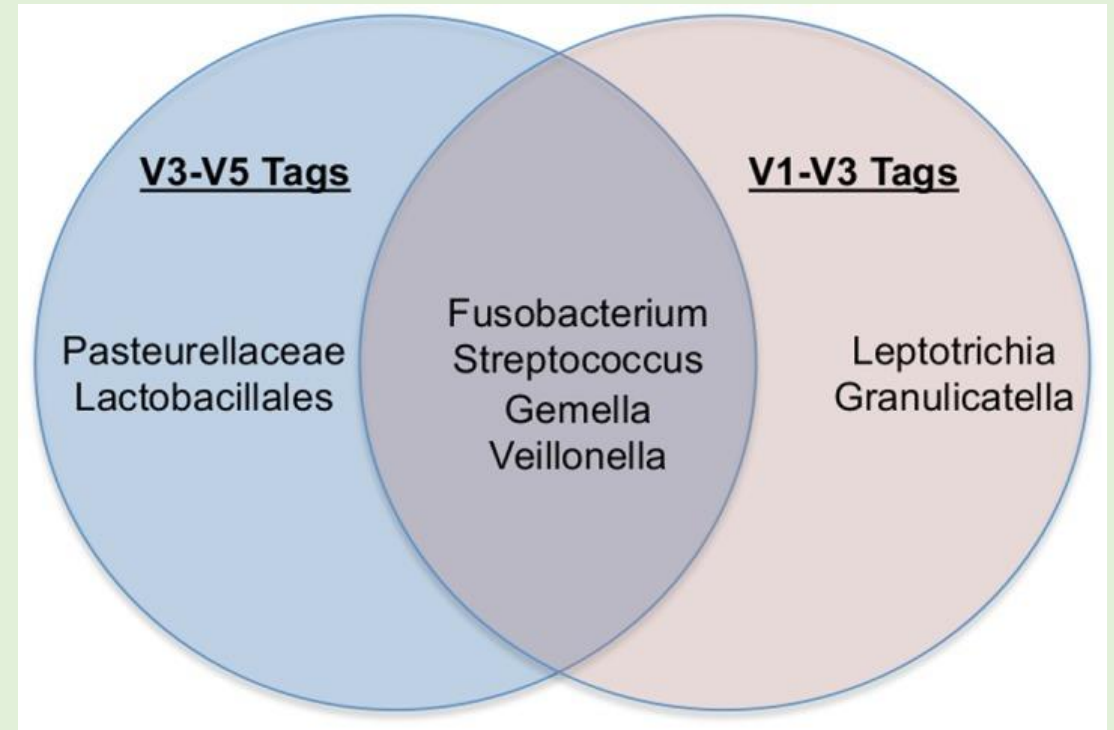 V3-V5 Tags
V1-V3 Tags
Pasteurellaceae
Lactobacillales
Fusobacterium
Streptococcus
Gemella
Veillonella
Leptotrichia
Granulicatella